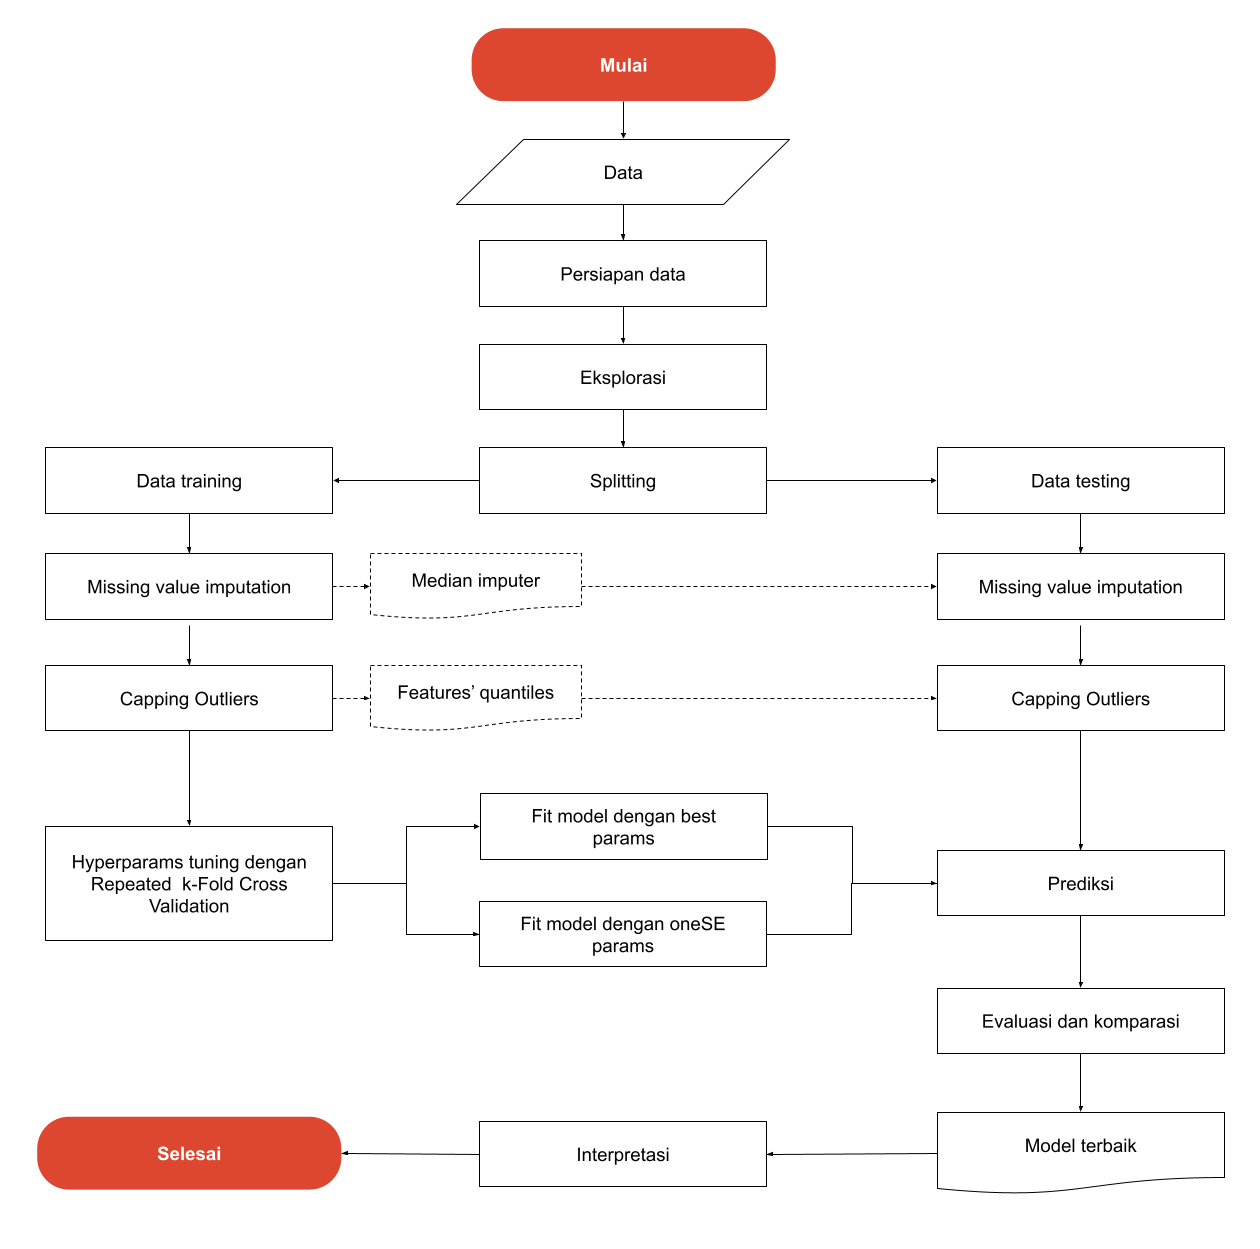 Mulai
Data
Persiapan data
Eksplorasi
Data training
Splitting
Data testing
Missing value imputation
Median imputer
Missing value imputation
Capping Outliers
Features’ quantiles
Capping Outliers
Hyperparams tuning dengan
Repeated k-Fold Cross
Validation
Fit model dengan best
params
Fit model dengan oneSE
params
Prediksi
Evaluasi dan komparasi
Model terbaik
Interpretasi
Selesai